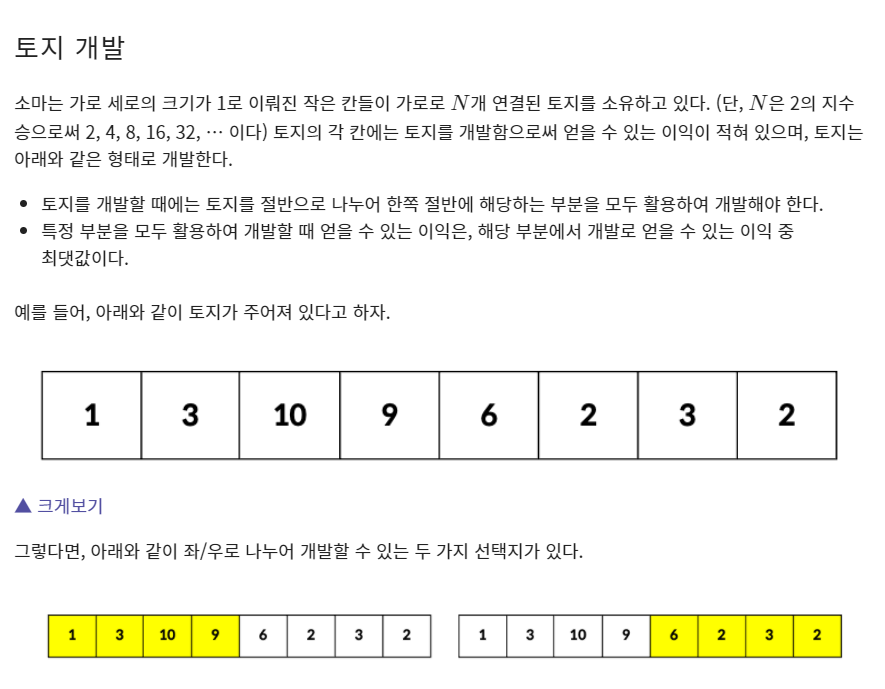 토지 개발
소마는 가로 세로의 크기가 1로 이뤄진 작은 칸들이 가로로 N개 연결된 토지를 소유하고 있다. (단, N은 2의 지수
승으로써 2, 4, 8, 16, 32, ⋯ 이다) 토지의 각 칸에는 토지를 개발함으로써 얻을 수 있는 이익이 적혀 있으며, 토지는
아래와 같은 형태로 개발한다.
• 토지를 개발할 때에는 토지를 절반으로 나누어 한쪽 절반에 해당하는 부분을 모두 활용하여 개발해야 한다.
• 특정 부분을 모두 활용하여 개발할 때 얻을 수 있는 이익은, 해당 부분에서 개발로 얻을 수 있는 이익 중
최댓값이다.
예를 들어, 아래와 같이 토지가 주어져 있다고 하자.
1 3 10 9 6 2 3 2
▲ 크게보기
그렇다면, 아래와 같이 좌/우로 나누어 개발할 수 있는 두 가지 선택지가 있다.
1 3 10 9 6 2 3 2 1 3 10 9 6 2 3 2